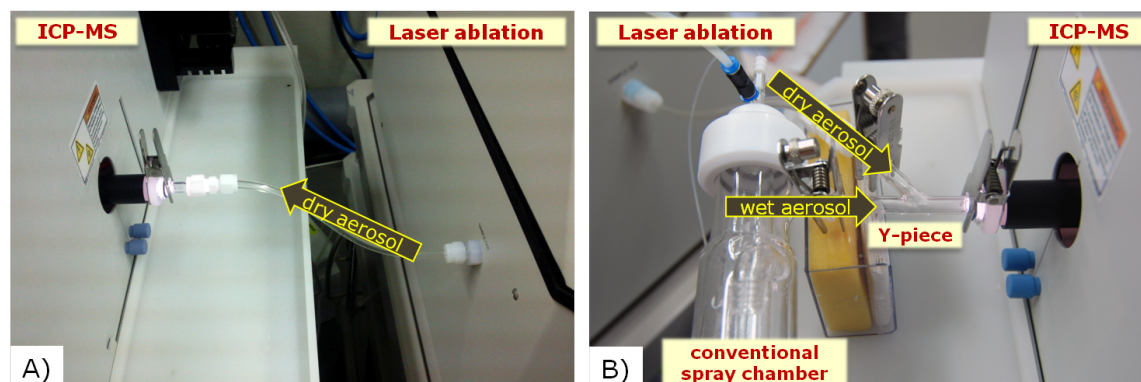 ICP-MS
Laser ablation
dry aerosol
A)
Laser ablation
ICP-MS
dry aerosol
wet aerosol
Y-piece
conventional
spray chamber
B)